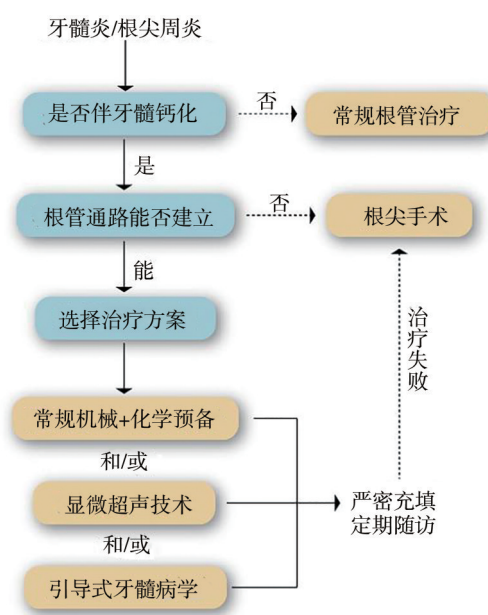 牙髓炎/根尖周炎
是否伴牙髓钙化
否
常规根管治疗
是
根管通路能否建立
否
根尖手术
能
选择治疗方案
治疗失败
常规机械+化学预备
和/或
显微超声技术
严密充填
定期随访
和/或
引导式牙髓病学